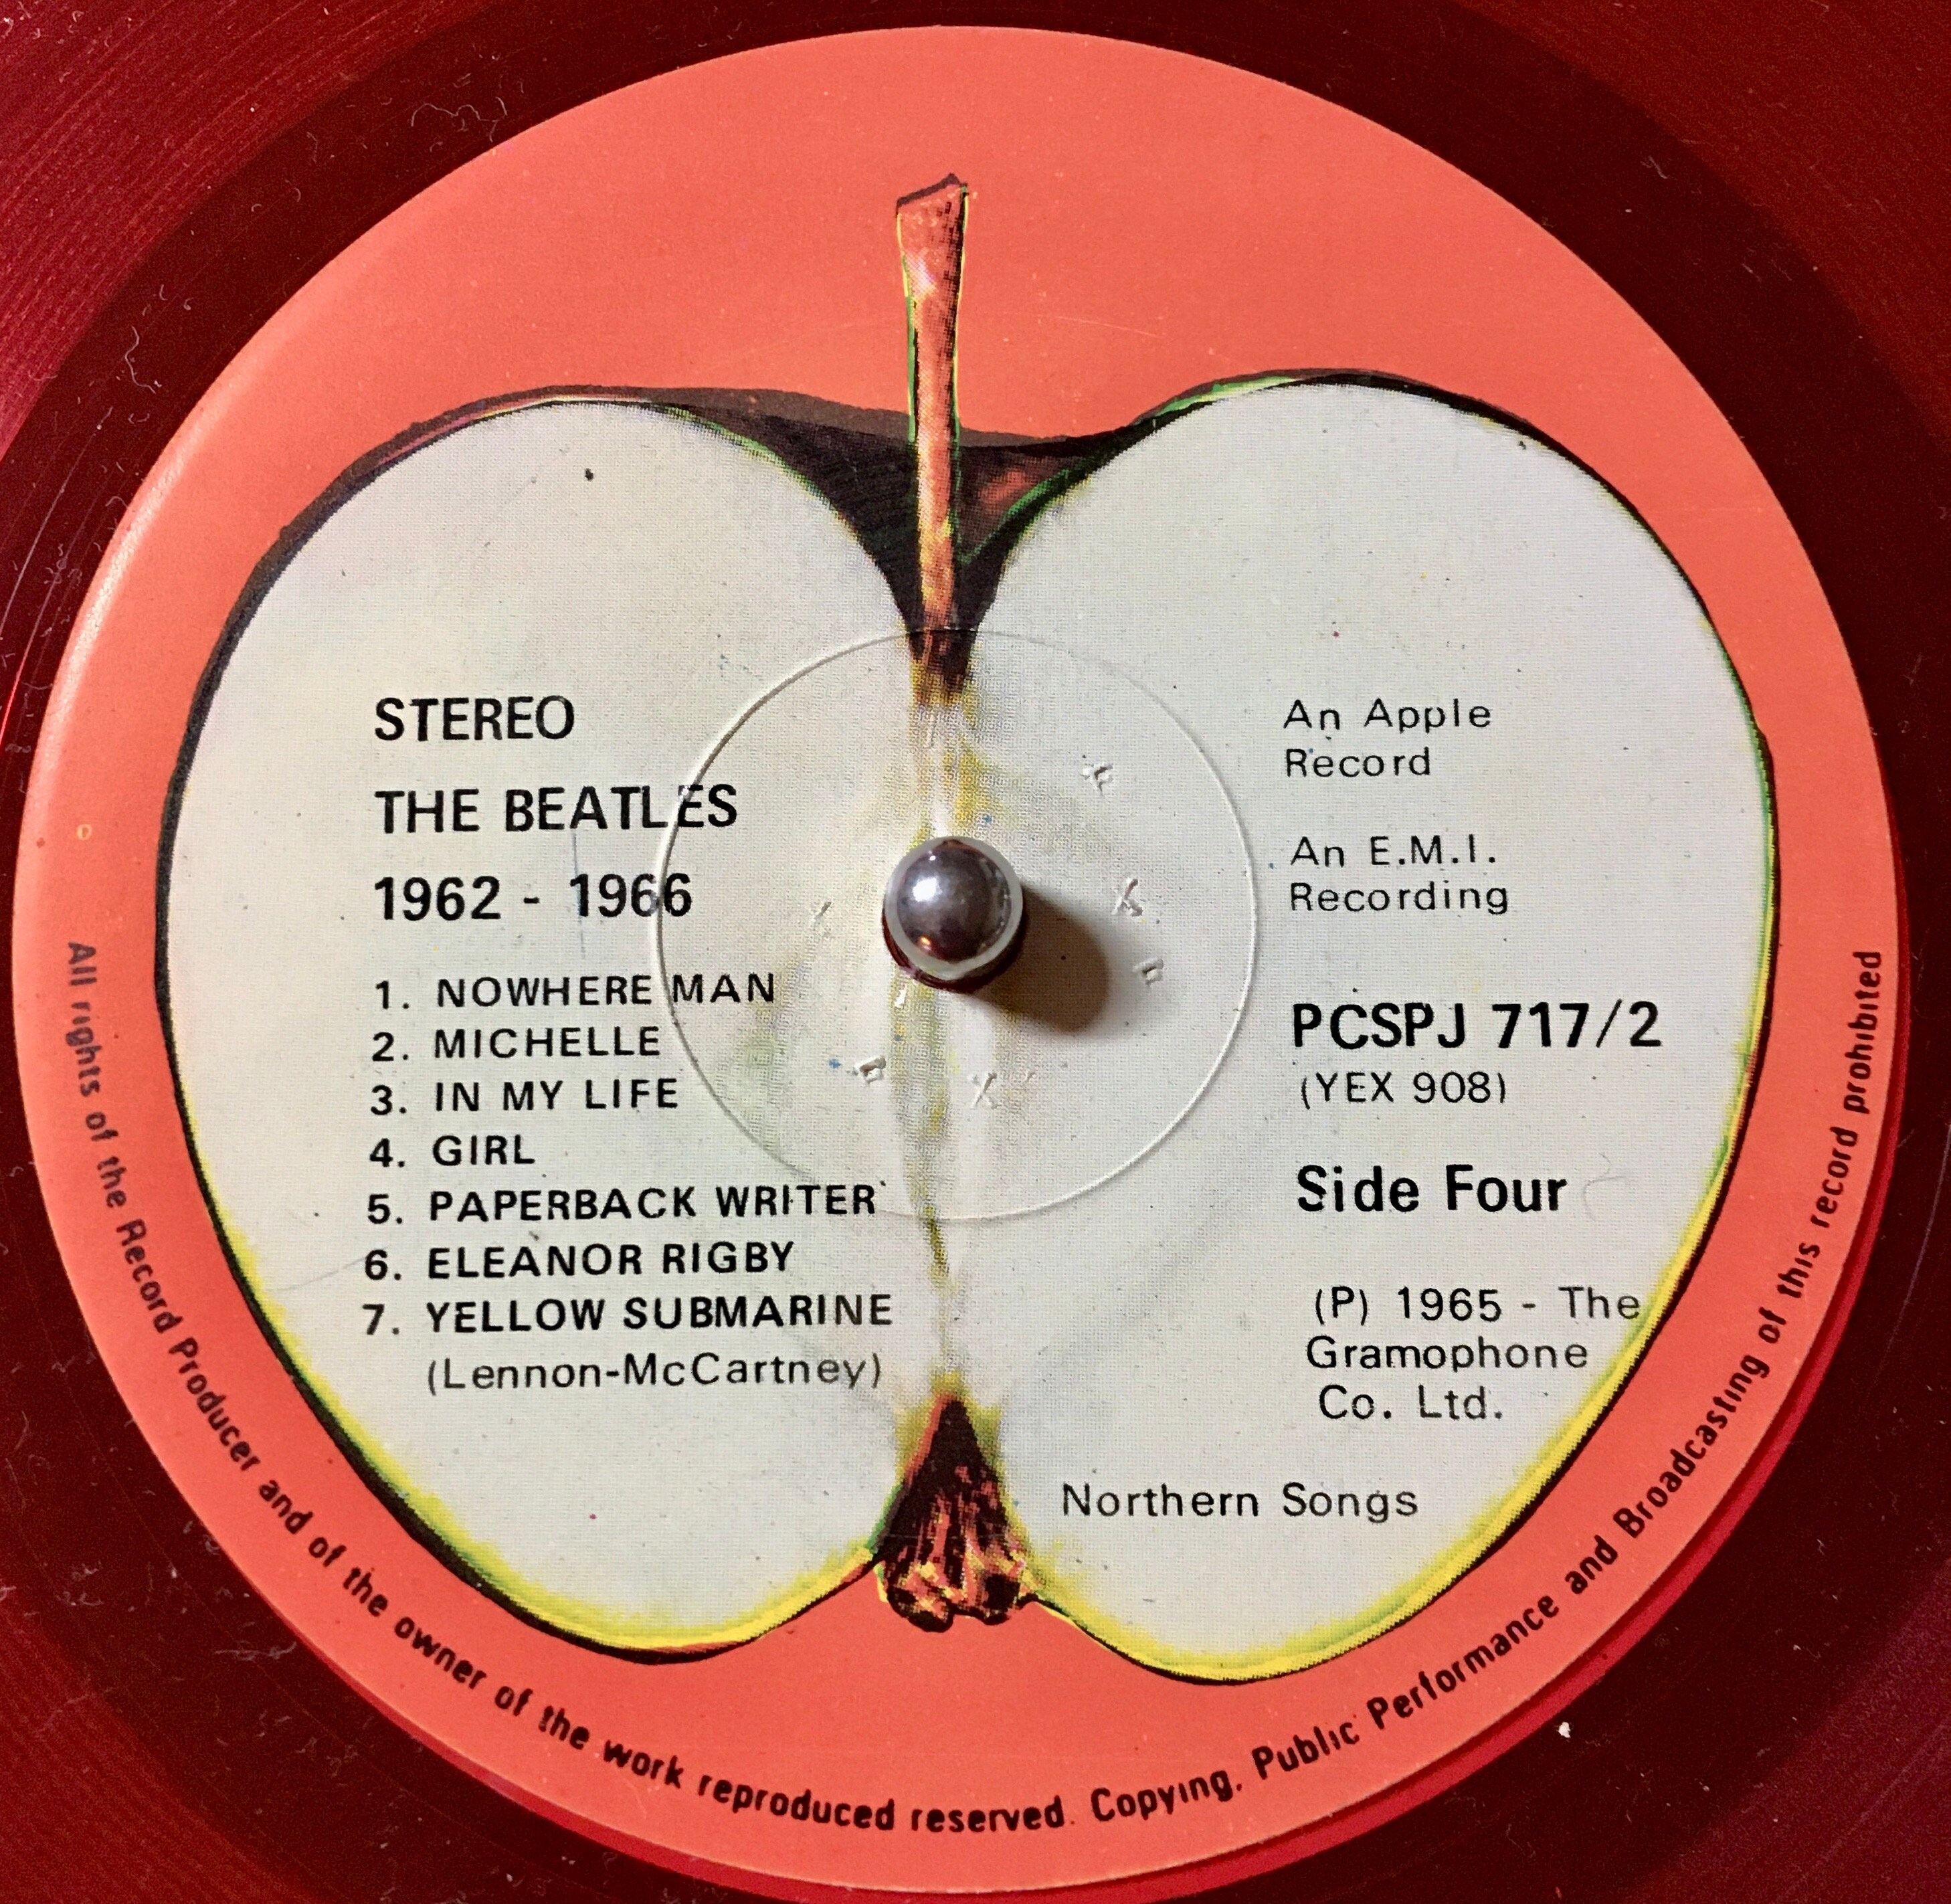 STEREO
THE BEATLES
1962 - 1966
1. NOWHERE MAN
2. MICHELLE
3. IN MY LIFE
4. GIRL
5. PAPERBACK WRITER
6. ELEANOR RIGBY
7. YELLOW SUBMARINE
(Lennon-McCartney)
An Apple
Record
An E.M.I.
Recording
PCSPJ 717/2
(YEX 908)
Side Four
(P) 1965 - The
Gramophone
Co. Ltd.
Northern Songs
All rights of the Record Producer and of the owner of the work reproduced reserved. Copying, Public Performance and Broadcasting of this record prohibited